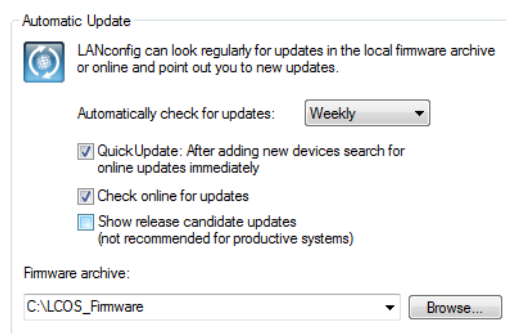 Automatic Update
LANconfig can look regularly for updates in the local firmware archive
or online and point out you to new updates.
Automatically check for updates: Weekly
QuickUpdate: After adding new devices search for
online updates immediately
Check online for updates
Show release candidate updates
(not recommended for productive systems)
Firmware archive:
C:\LCOS_Firmware Browse...